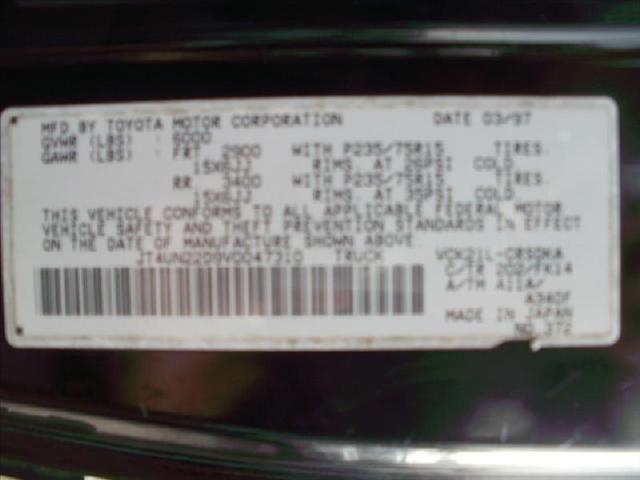 MFD BY TOYOTA MOTOR CORPORATION DATE 03/97
GVWR (LBS) : 6000
GAWR (LBS) : FRT 2900 WITH P235/75R15 TIRES.
15X6JJ RIMS. AT 35PSI COLD.
RR 3400 WITH P235/75R15 TIRES.
15X6JJ RIMS. AT 35PSI COLD.
THIS VEHICLE CONFORMS TO ALL APPLICABLE FEDERAL MOTOR
VEHICLE SAFETY AND THEFT PREVENTION STANDARDS IN EFFECT
ON THE DATE OF MANUFACTURE SHOWN ABOVE.
JT4UN22D9V0047310 TRUCK VCK21L-CRSDKA
C/TR 202/FK14
A/TM A11A/
A340F
MADE IN JAPAN
NO. 372